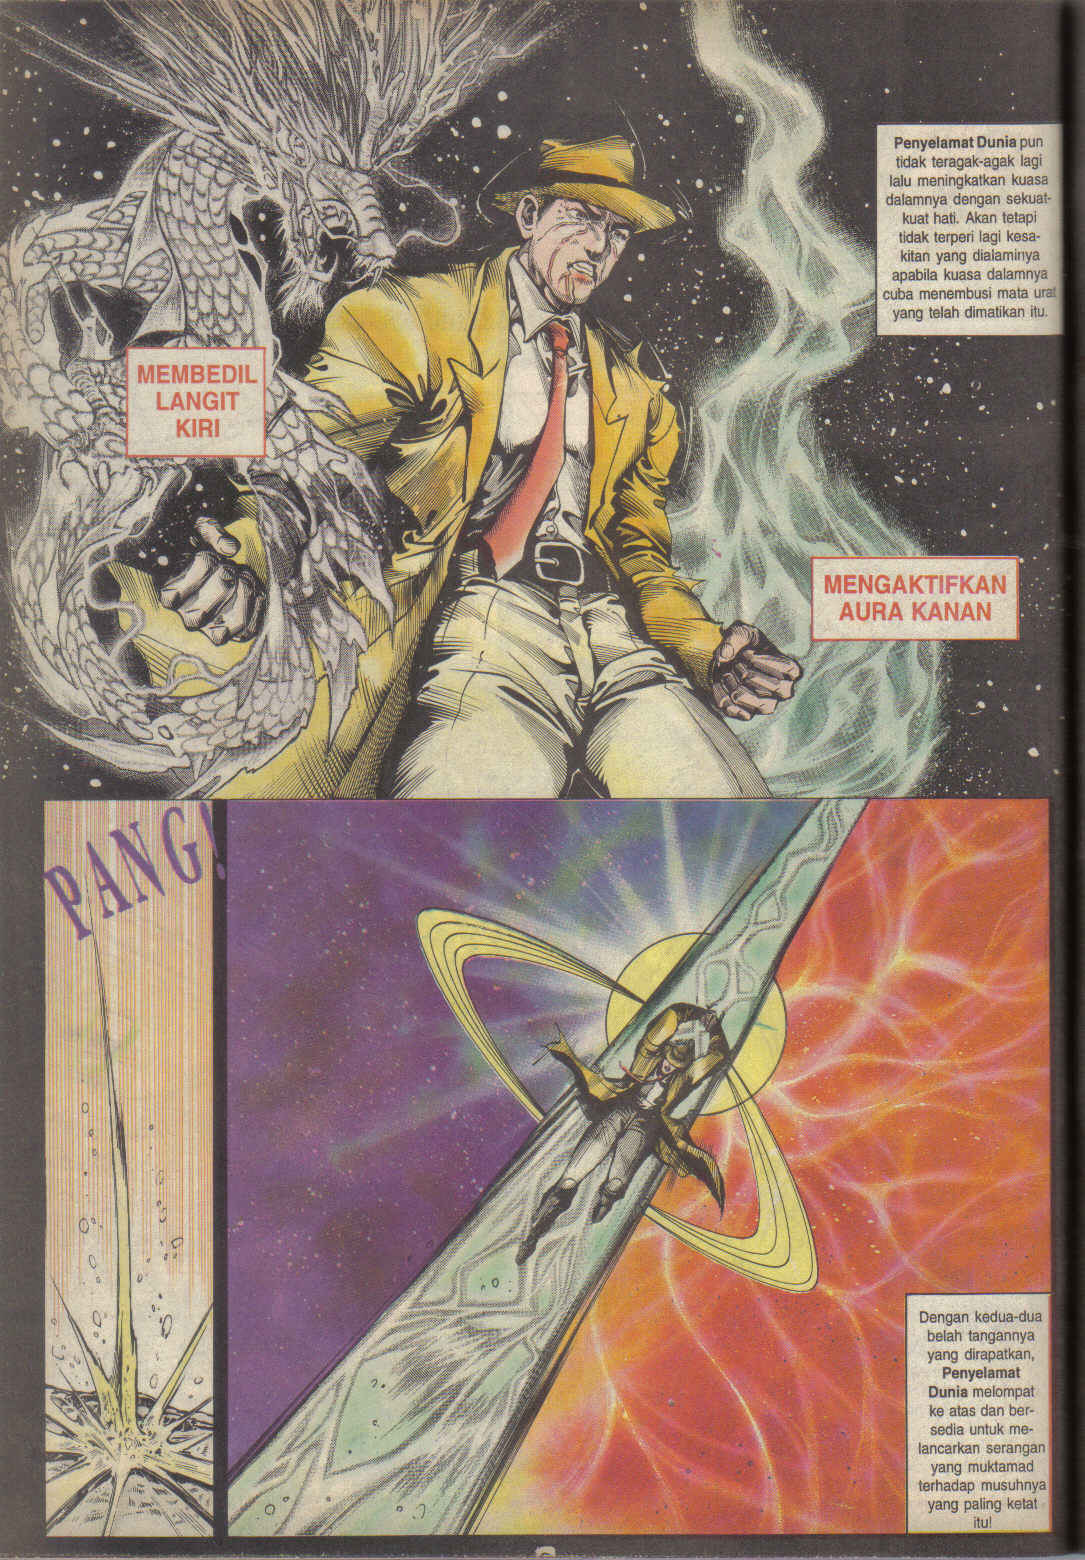 Penyelamat Dunia pun
tidak teragak-agak lagi
lalu meningkatkan kuasa
dalamnya dengan sekuat-
kuat hati. Akan tetapi
tidak terperi lagi kesa-
kitan yang dialaminya
apabila kuasa dalamnya
cuba menembusi mata urat
yang telah dimatikan itu.
MEMBEDIL
LANGIT
KIRI
MENGAKTIFKAN
AURA KANAN
PANG!
Dengan kedua-dua
belah tangannya
yang dirapatkan,
Penyelamat
Dunia melompat
ke atas dan ber-
sedia untuk me-
lancarkan serangan
yang muktamad
terhadap musuhnya
yang paling ketat
itu!